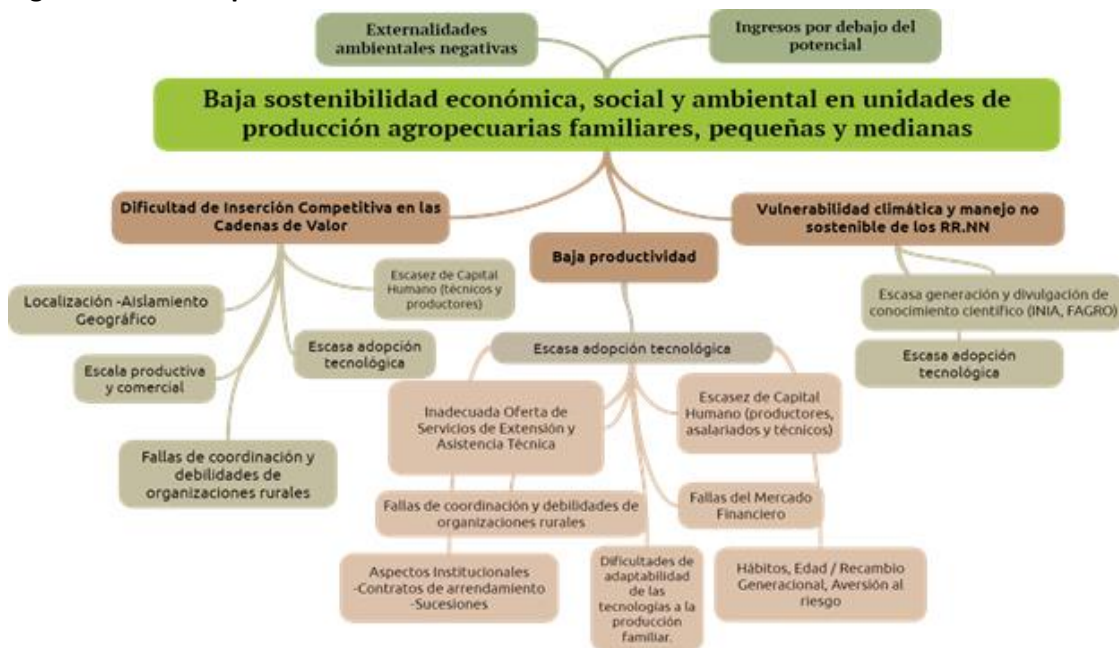 Externalidades
ambientales negativas
Ingresos por debajo del
potencial
Baja sostenibilidad económica, social y ambiental en unidades de
producción agropecuarias familiares, pequeñas y medianas
Dificultad de Inserción Competitiva en las
Cadenas de Valor
Baja productividad
Vulnerabilidad climática y manejo no
sostenible de los RR.NN
Localización -Aislamiento
Geográfico
Escasez de Capital
Humano (técnicos y
productores)
Escala productiva
y comercial
Escasa adopción
tecnológica
Fallas de coordinación y
debilidades de
organizaciones rurales
Escasa adopción tecnológica
Inadecuada Oferta de
Servicios de Extensión y
Asistencia Técnica
Escasez de Capital
Humano (productores,
asalariados y técnicos)
Fallas de coordinación y debilidades de
organizaciones rurales
Fallas del Mercado
Financiero
Aspectos Institucionales
-Contratos de arrendamiento
-Sucesiones
Dificultades de
adaptabilidad
de las
tecnologías a la
producción
familiar.
Hábitos, Edad / Recambio
Generacional, Aversión al
riesgo
Escasa generación y divulgación de
conocimiento científico (INIA, FAGRO)
Escasa adopción
tecnológica